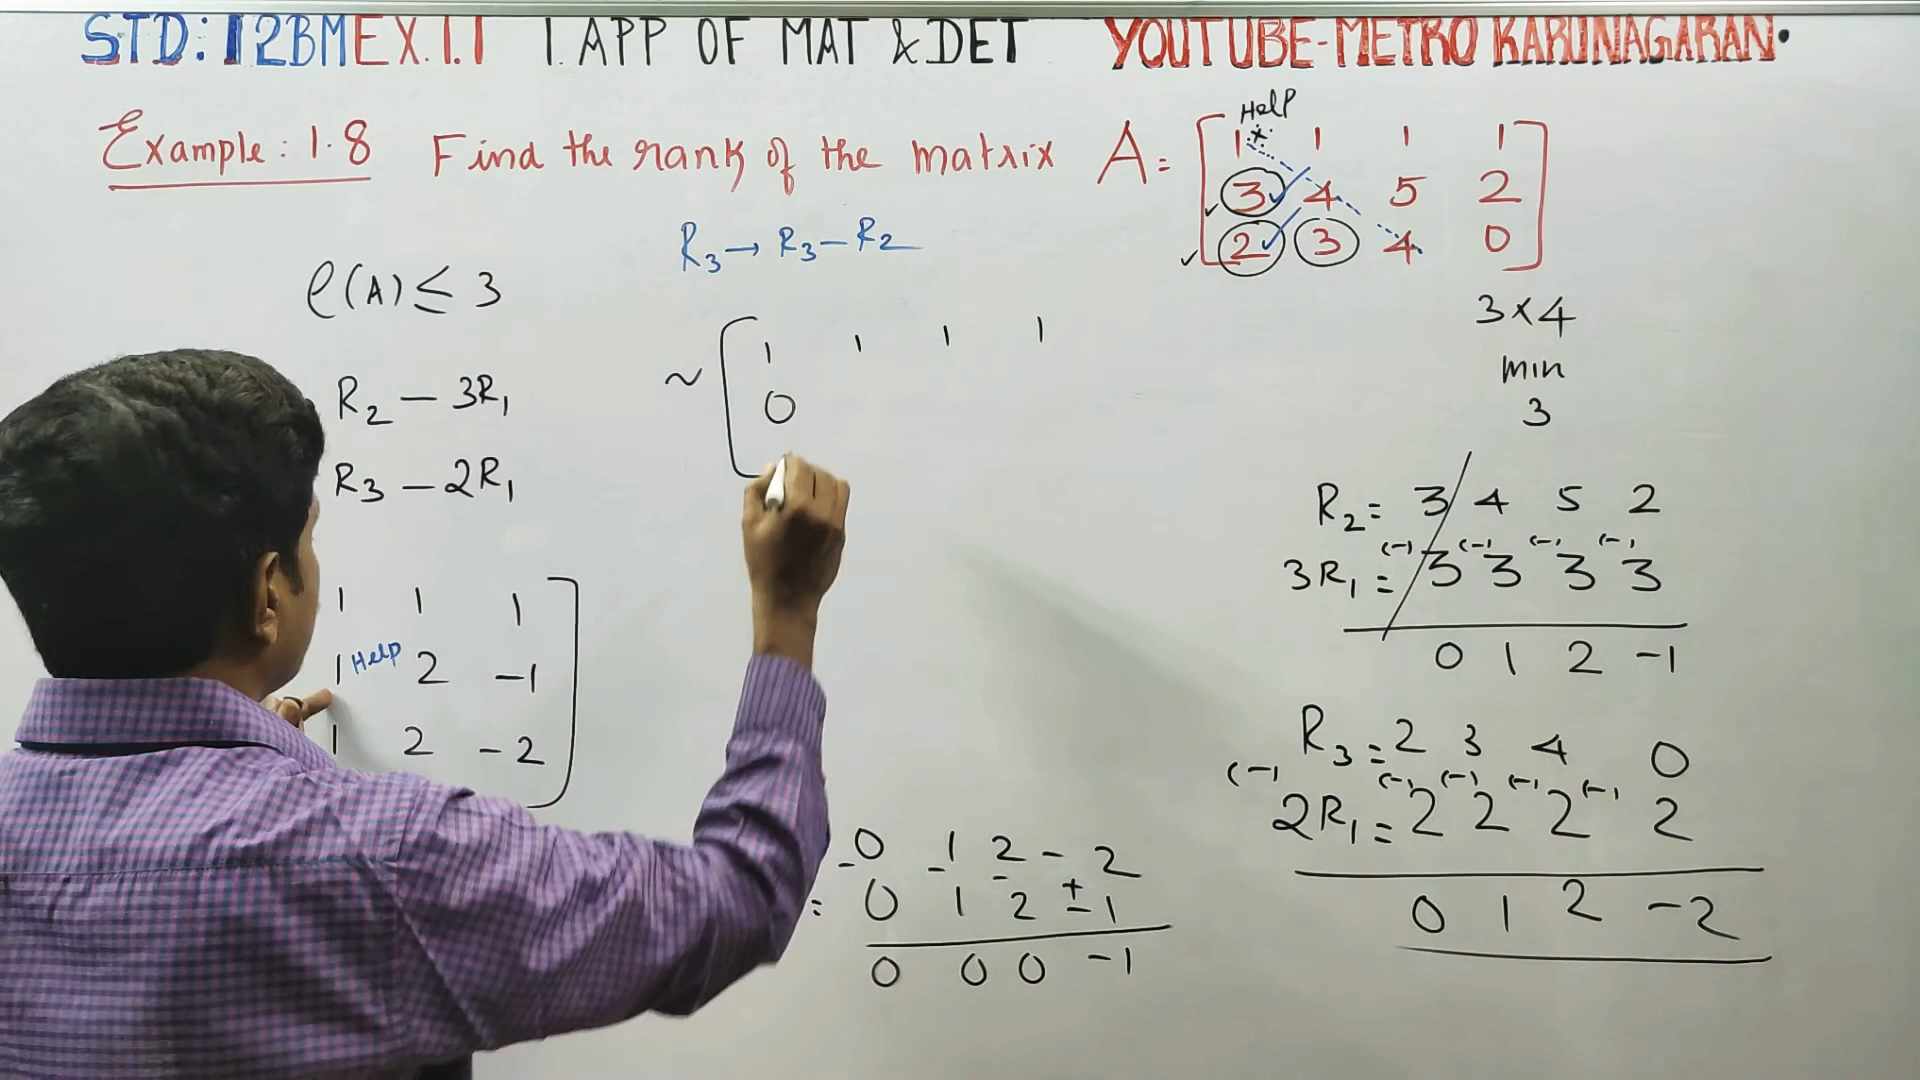 STD: 12BM EX.1.1 1. APP OF MAT & DET YOUTUBE-METRO KARUNAGARAN.
Example: 1.8 Find the rank of the matrix A =
Help
1 1 1 1
3 4 5 2
2 3 4 0
3 × 4
min
3
ρ(A) ≤ 3
R2 – 3R1
R3 – 2R1
1 1 1
1 Help 2 –1
1 2 –2
R3 → R3 – R2
~ 1 1 1 1
0
0 1 2 – 2
– – – +
= 0 1 2 –1
0 0 0 –1
R2 = 3 4 5 2
(–) (–) (–) (–)
3R1 = 3 3 3 3
0 1 2 –1
R3 = 2 3 4 0
(–) (–) (–) (–) (–)
2R1 = 2 2 2 2
0 1 2 –2